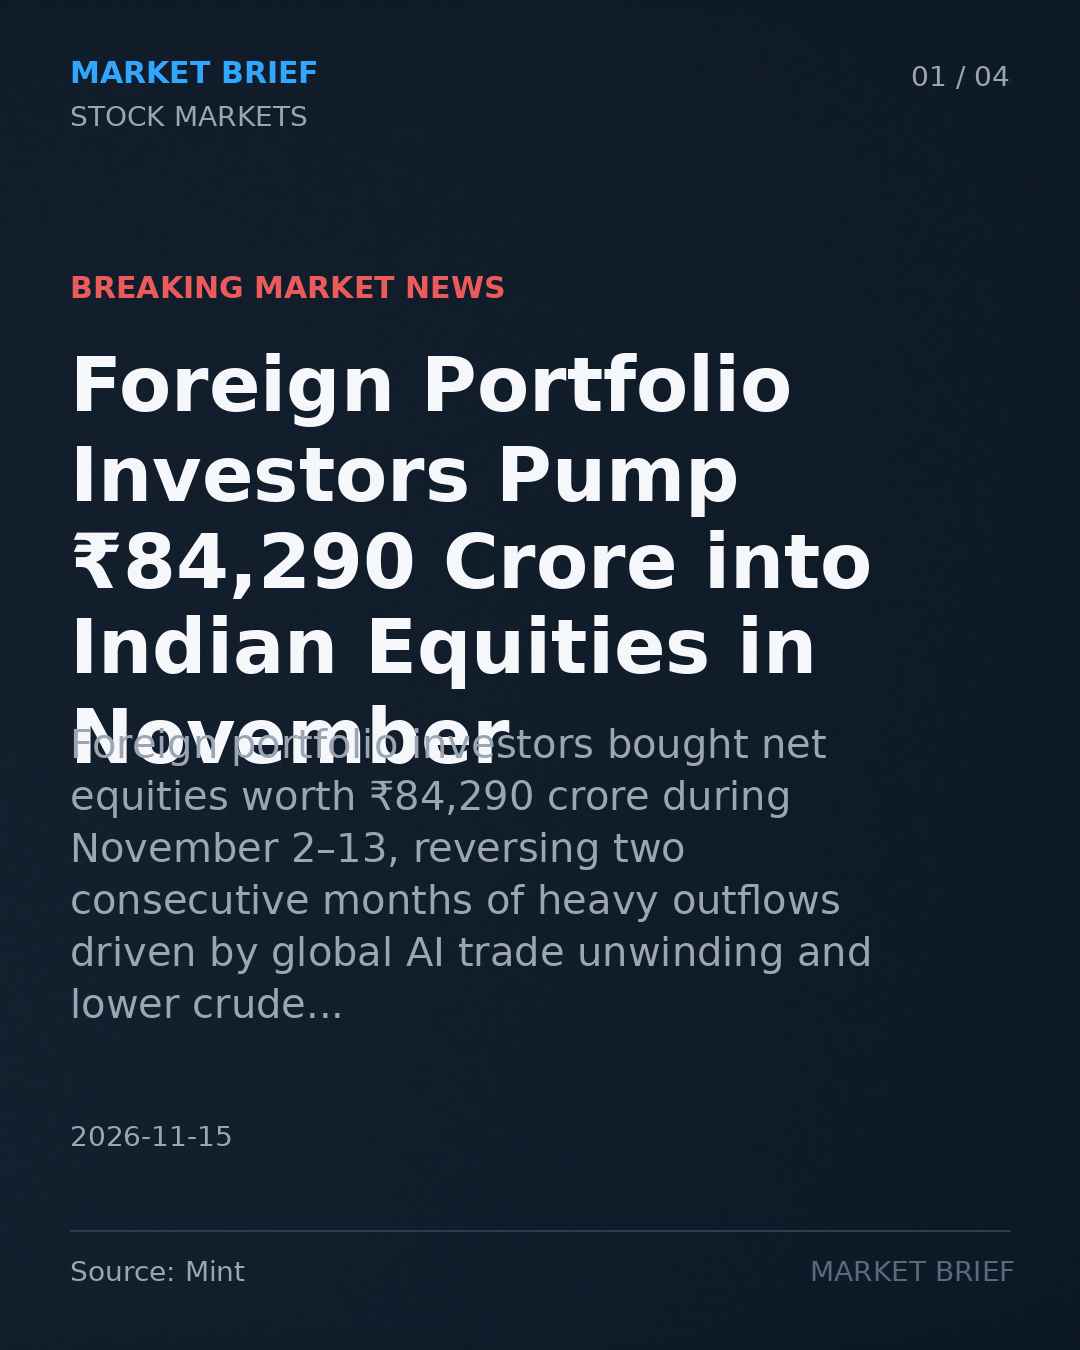 MARKET BRIEF
01 / 04
STOCK MARKETS
BREAKING MARKET NEWS
Foreign Portfolio
Investors Pump
₹84,290 Crore into
Indian Equities in
November
Foreign portfolio investors bought net
equities worth ₹84,290 crore during
November 2–13, reversing two
consecutive months of heavy outflows
driven by global AI trade unwinding and
lower crude...
2026-11-15
Source: Mint
MARKET BRIEF